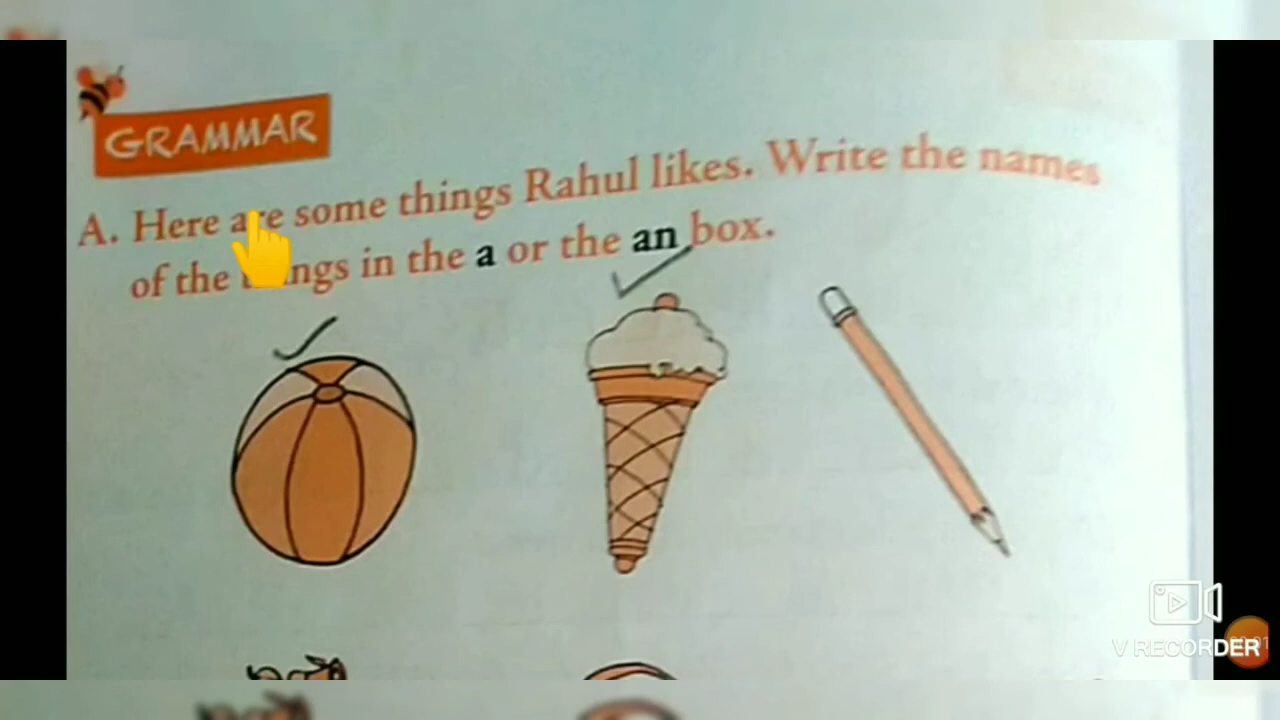 GRAMMAR
A. Here are some things Rahul likes. Write the names
of the things in the a or the an box.
V RECORDER